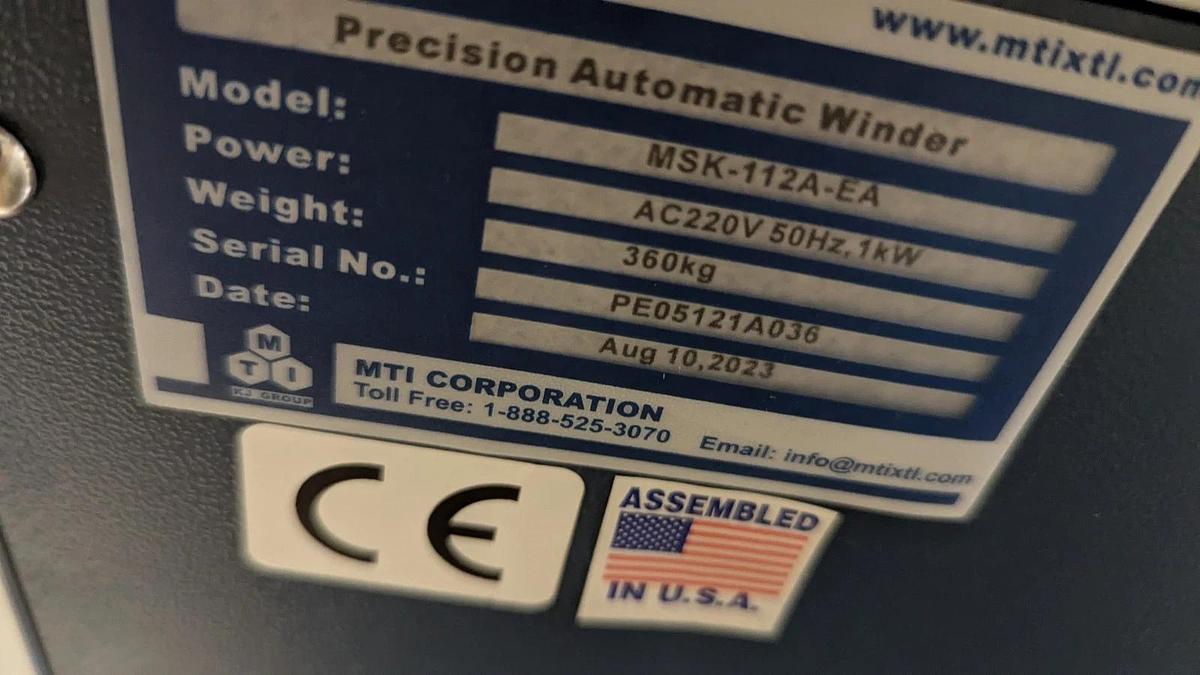 www.mtixtl.com
Precision Automatic Winder
Model: MSK-112A-EA
Power: AC220V 50Hz,1kW
Weight: 360kg
Serial No.: PE05121A036
Date: Aug 10,2023
M
T I
KJ GROUP
MTI CORPORATION
Toll Free: 1-888-525-3070 Email: info@mtixtl.com
CE
ASSEMBLED
IN U.S.A.